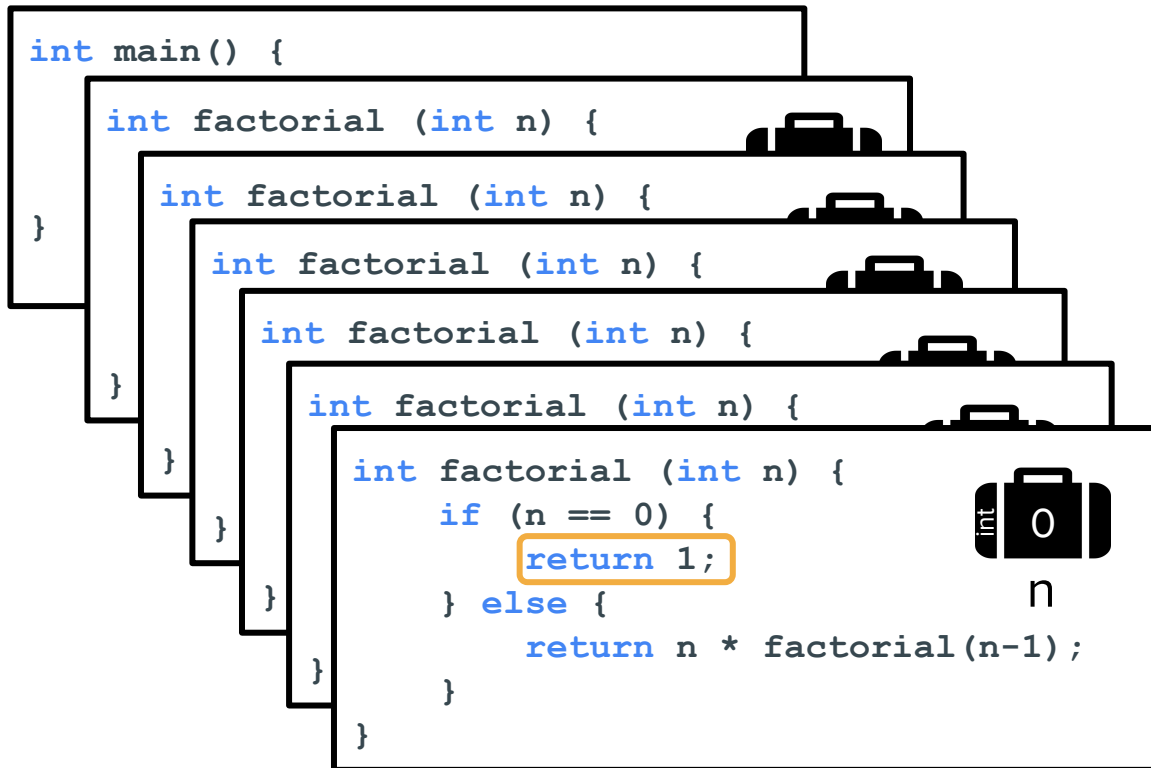 int main() {
}
int factorial (int n) {
}
int factorial (int n) {
}
int factorial (int n) {
}
int factorial (int n) {
}
int factorial (int n) {
}
int factorial (int n) {
if (n == 0) {
return 1;
} else {
return n * factorial(n-1);
}
}
int
0
n